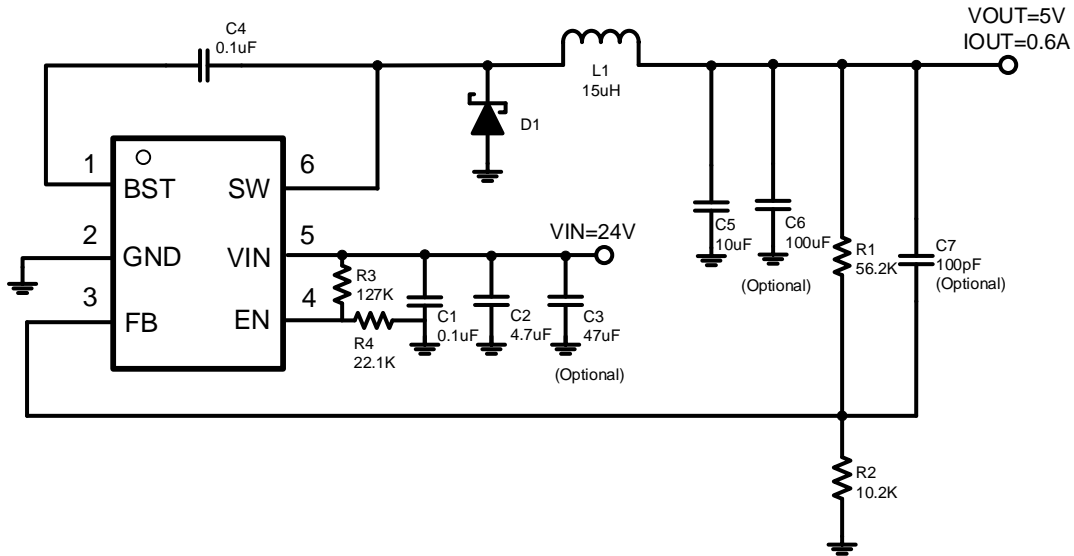 VOUT=5V
IOUT=0.6A
C4
0.1uF
L1
15uH
D1
1
BST
SW
6
2
GND
VIN
5
VIN=24V
3
FB
EN
4
R3
127K
R4
22.1K
C1
0.1uF
C2
4.7uF
C3
47uF
(Optional)
C5
10uF
C6
100uF
(Optional)
R1
56.2K
C7
100pF
(Optional)
R2
10.2K